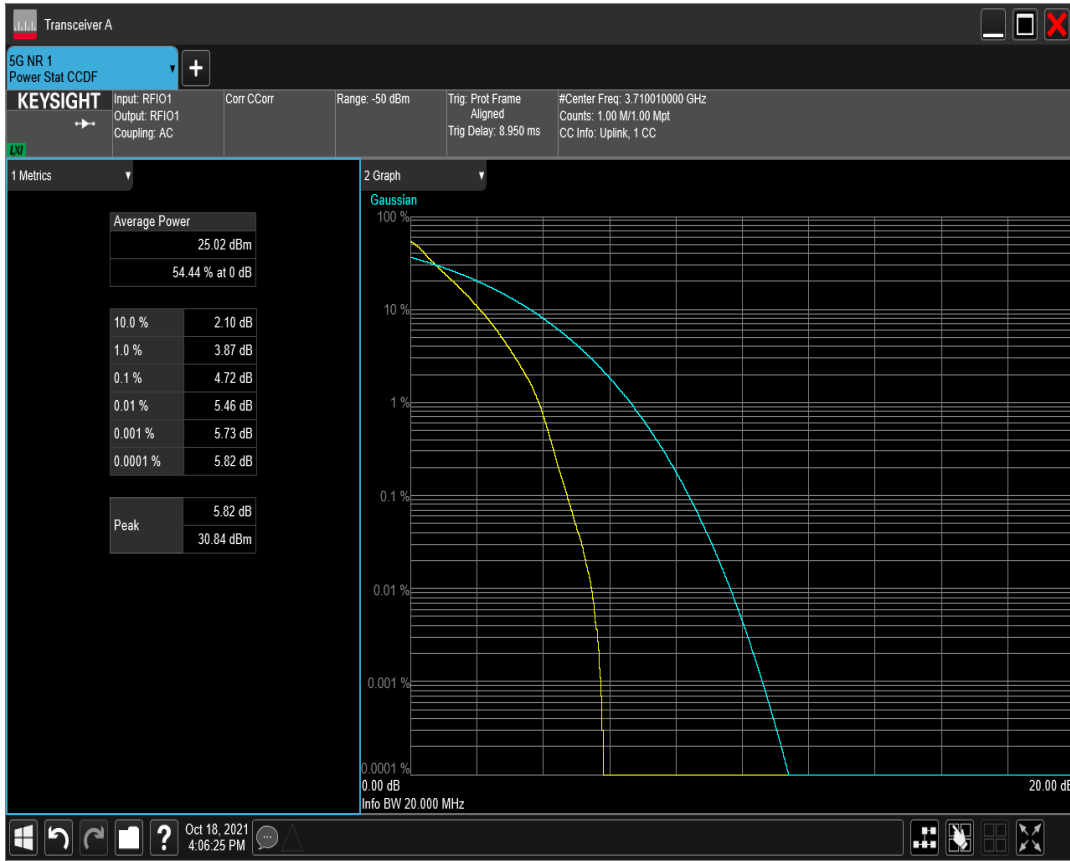 Transceiver A
5G NR 1
Power Stat CCDF
KEYSIGHT
LXI
Input: RFIO1
Output: RFIO1
Coupling: AC
Corr CCorr
Range: -50 dBm
Trig: Prot Frame
Aligned
Trig Delay: 8.950 ms
#Center Freq: 3.710010000 GHz
Counts: 1.00 M/1.00 Mpt
CC Info: Uplink, 1 CC
1 Metrics
Average Power
25.02 dBm
54.44 % at 0 dB
10.0 % 2.10 dB
1.0 % 3.87 dB
0.1 % 4.72 dB
0.01 % 5.46 dB
0.001 % 5.73 dB
0.0001 % 5.82 dB
Peak
5.82 dB
30.84 dBm
2 Graph
Gaussian
100 %
10 %
1 %
0.1 %
0.01 %
0.001 %
0.0001 %
0.00 dB 20.00 dB
Info BW 20.000 MHz
?
Oct 18, 2021
4:06:25 PM